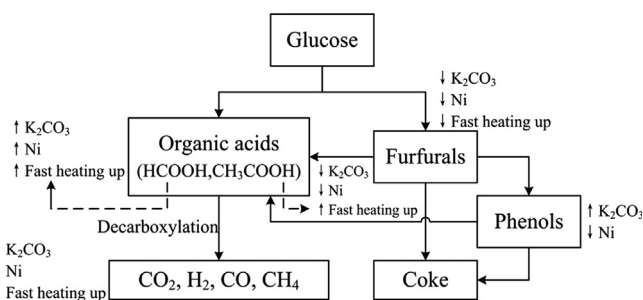 Glucose
↓ K₂CO₃
↓ Ni
↓ Fast heating up
↑ K₂CO₃
↑ Ni
↑ Fast heating up
Organic acids
(HCOOH,CH₃COOH)
Furfurals
↓ K₂CO₃
↓ Ni
↑ Fast heating up
Phenols
↑ K₂CO₃
↓ Ni
Decarboxylation
K₂CO₃
Ni
Fast heating up
CO₂, H₂, CO, CH₄
Coke